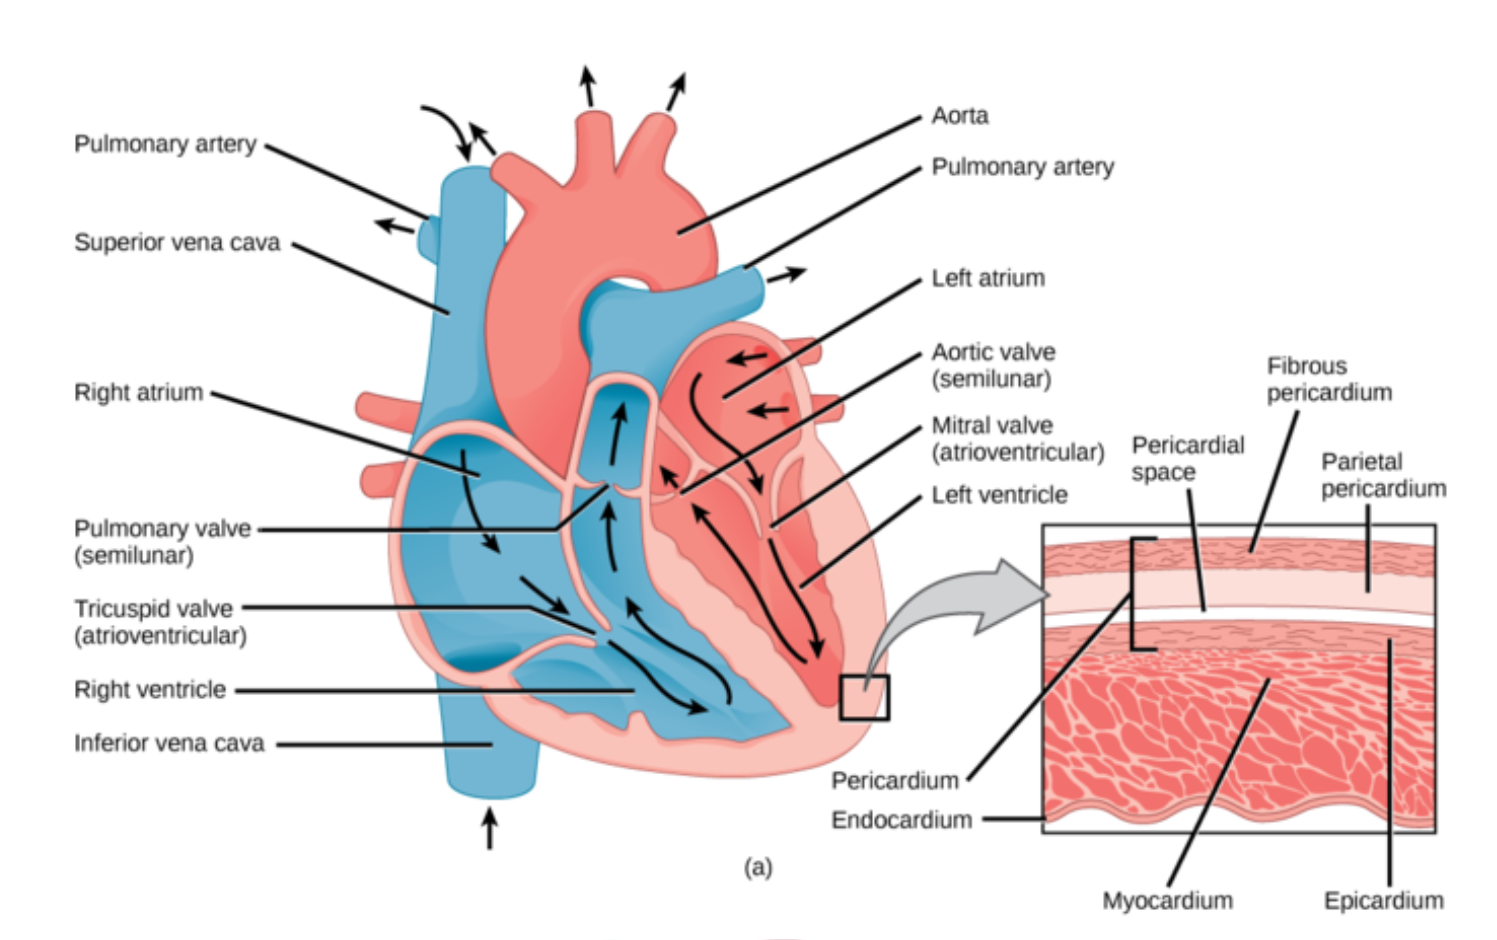 Pulmonary artery
Superior vena cava
Right atrium
Pulmonary valve
(semilunar)
Tricuspid valve
(atrioventricular)
Right ventricle
Inferior vena cava
Aorta
Pulmonary artery
Left atrium
Aortic valve
(semilunar)
Mitral valve
(atrioventricular)
Left ventricle
Fibrous
pericardium
Pericardial
space
Parietal
pericardium
Pericardium
Endocardium
Myocardium
Epicardium
(a)